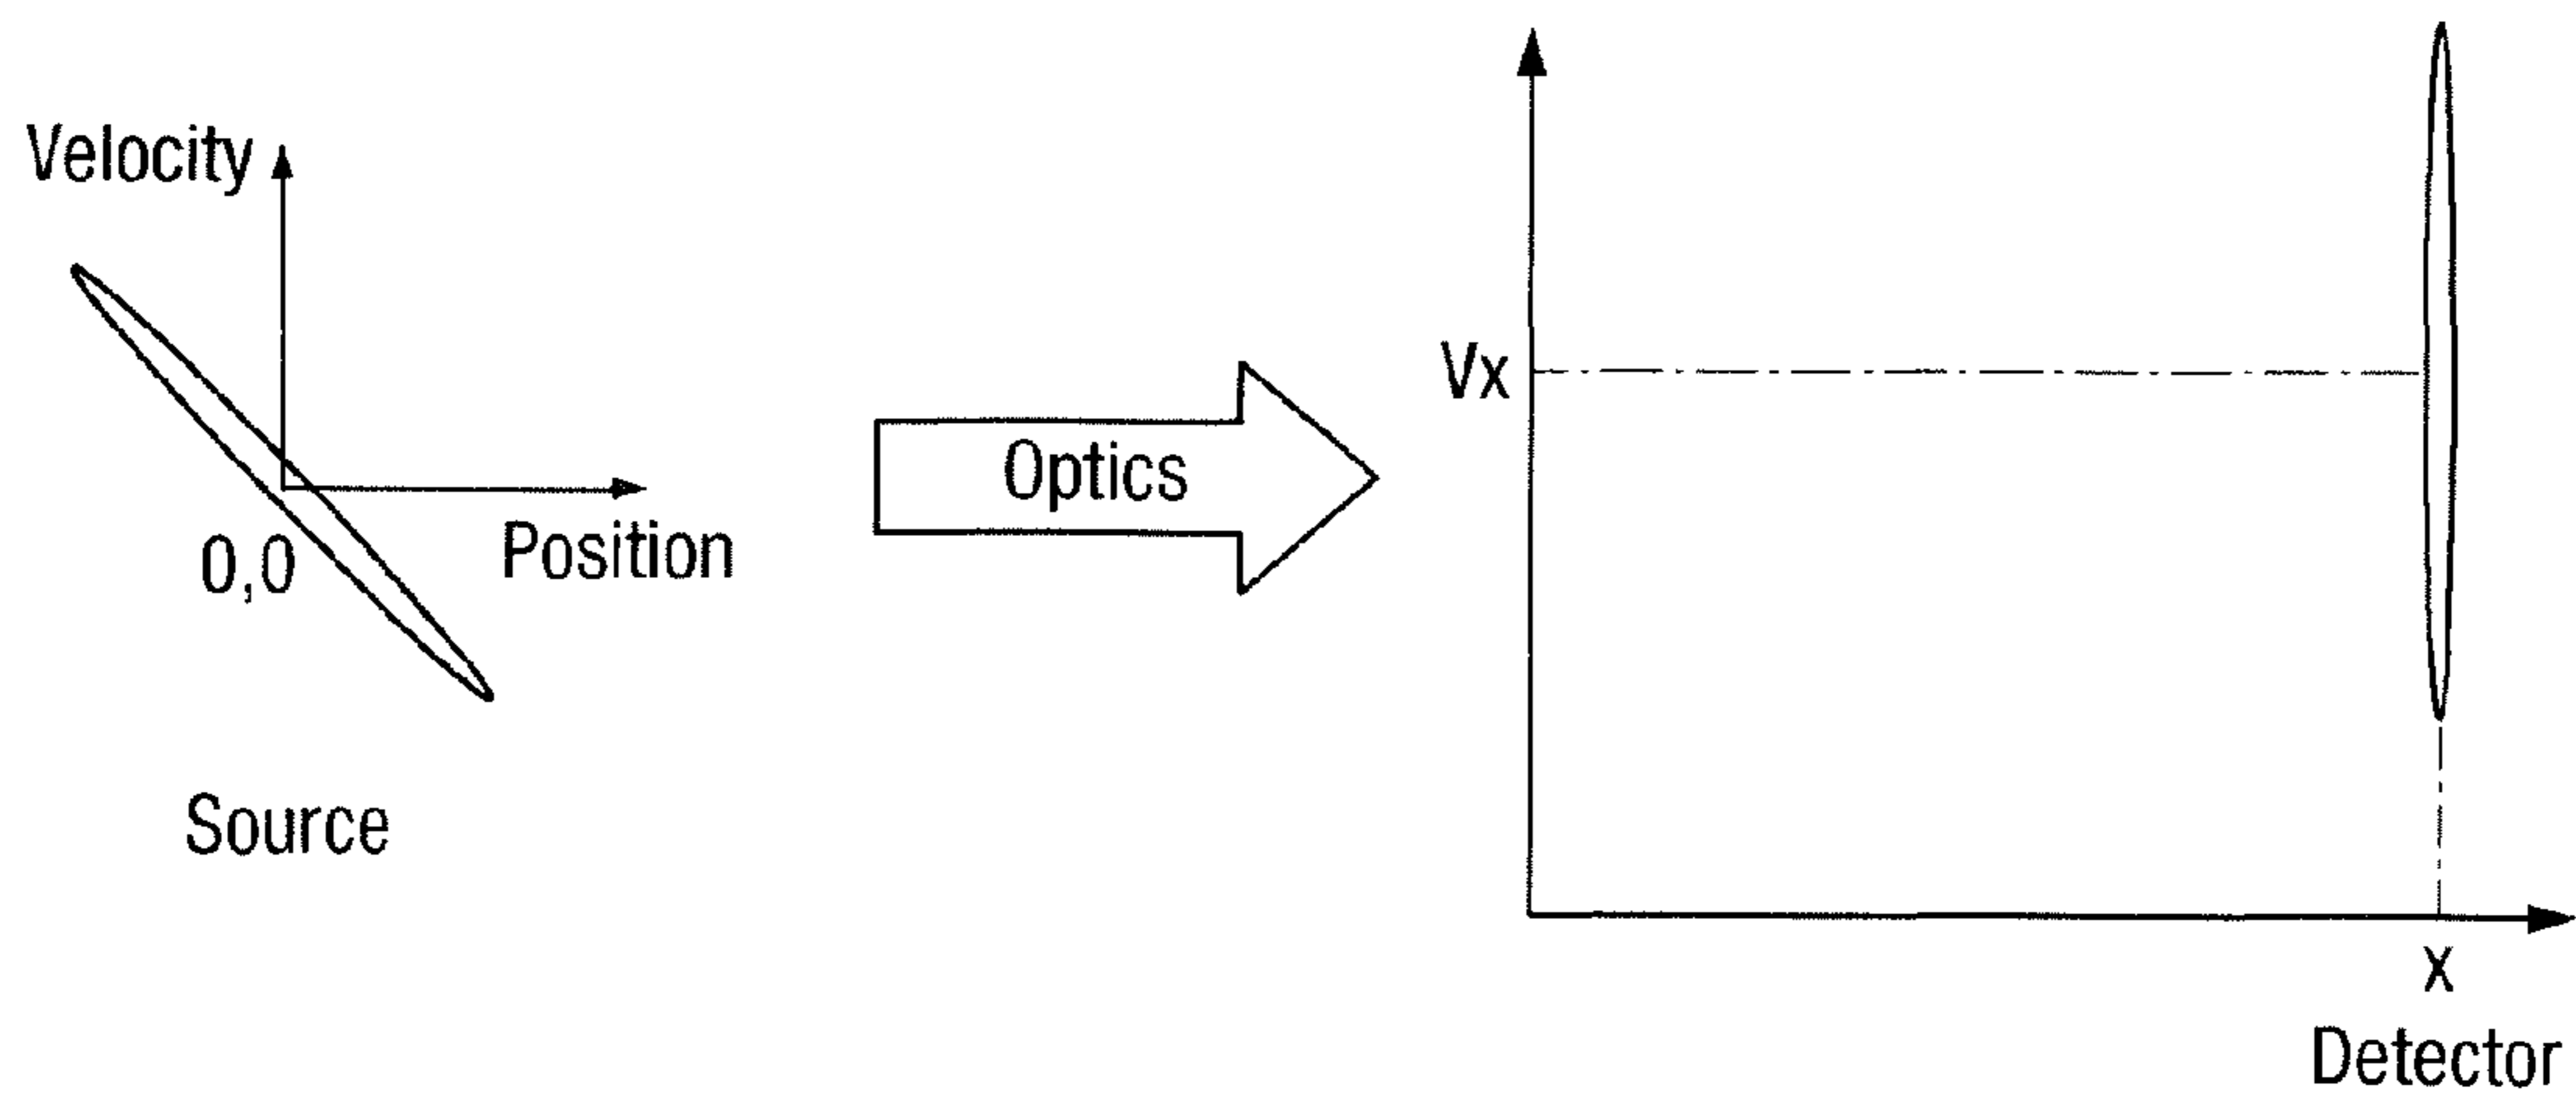 Velocity
0,0
Position
Source
Optics
Vx
x
Detector